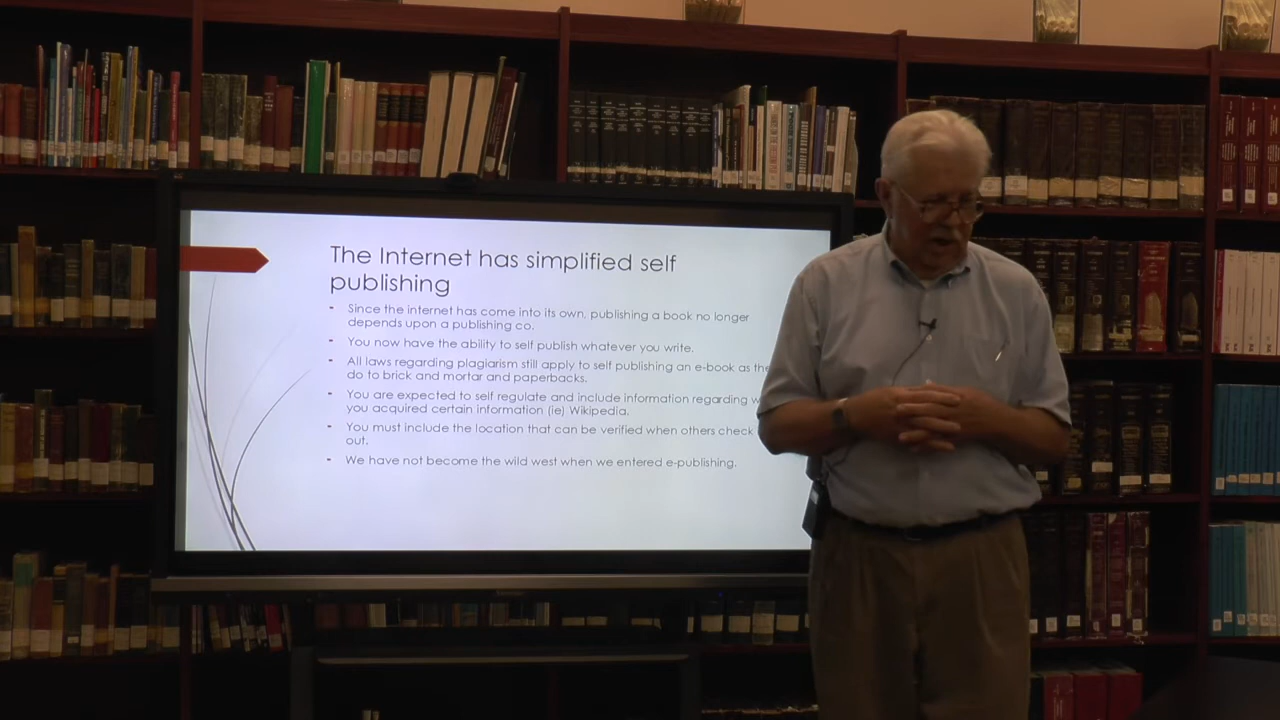 The Internet has simplified self
publishing
- Since the internet has come into its own, publishing a book no longer
depends upon a publishing co.
- You now have the ability to self publish whatever you write.
- All laws regarding plagiarism still apply to self publishing an e-book as the
do to brick and mortar and paperbacks.
- You are expected to self regulate and include information regarding w
you acquired certain information (ie) Wikipedia.
- You must include the location that can be verified when others check
out.
- We have not become the wild west when we entered e-publishing.